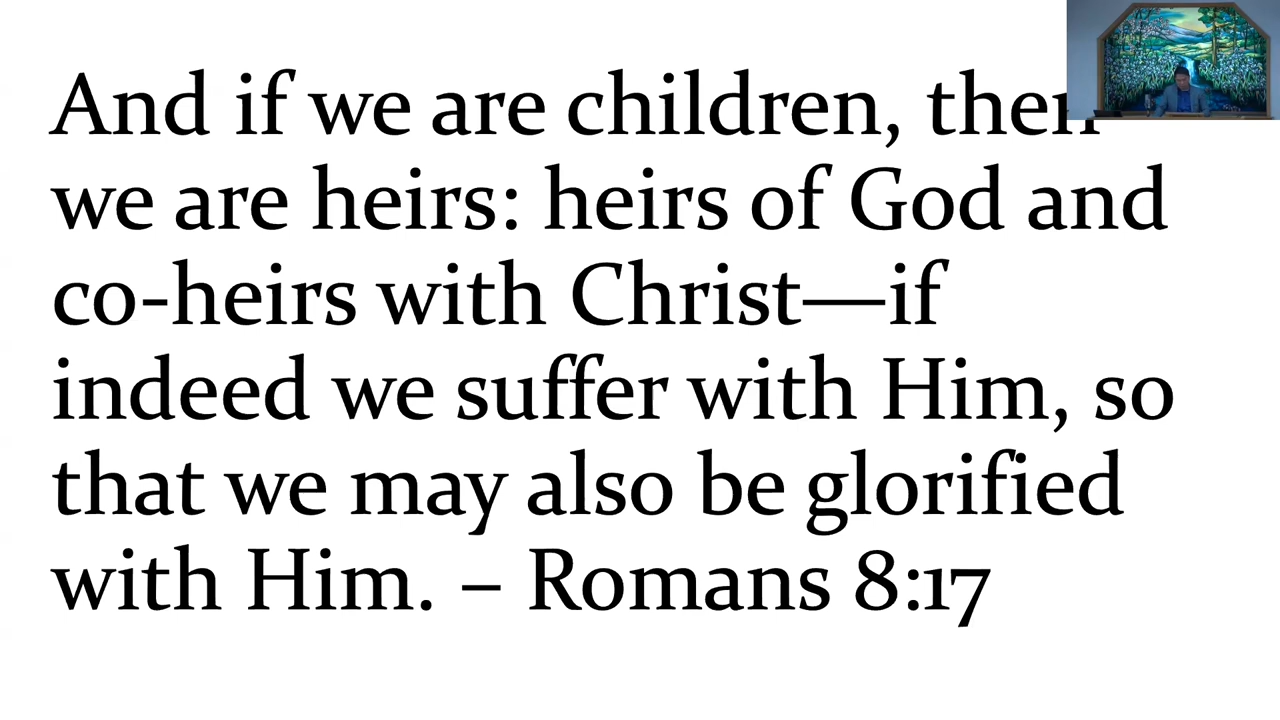 And if we are children, then
we are heirs: heirs of God and
co-heirs with Christ—if
indeed we suffer with Him, so
that we may also be glorified
with Him. – Romans 8:17